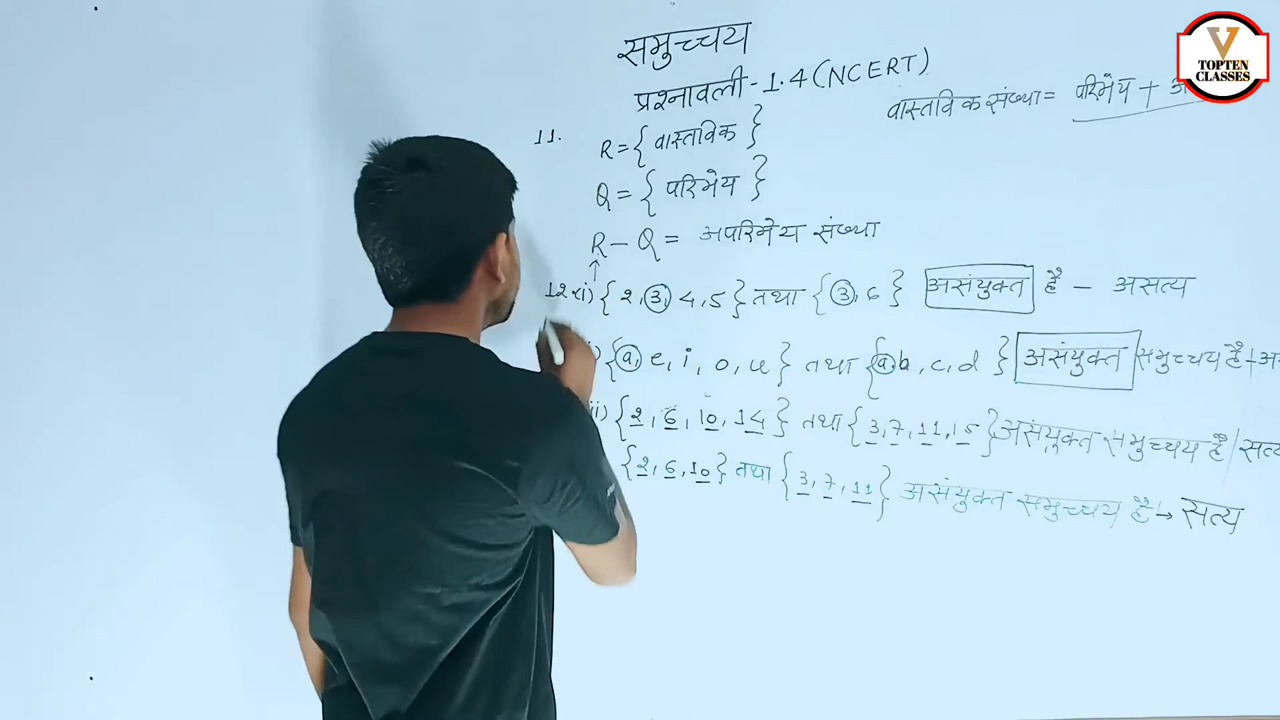 समुच्चय
प्रश्नावली - 1.4 (NCERT)
वास्तविक संख्या = परिमेय +
V
TOPTEN
CLASSES
11. R = { वास्तविक }
Q = { परिमेय }
R - Q = अपरिमेय संख्या
12. i) { 2, 3, 4, 5 } तथा { 3, 6 } असंयुक्त है - असत्य
) { a, e, i, o, u } तथा { a, b, c, d } असंयुक्त समुच्चय है
ii) { 2, 6, 10, 14 } तथा { 3, 7, 11, 15 } असंयुक्त समुच्चय है / सत्य
{ 2, 6, 10 } तथा { 3, 7, 11 } असंयुक्त समुच्चय है → सत्य